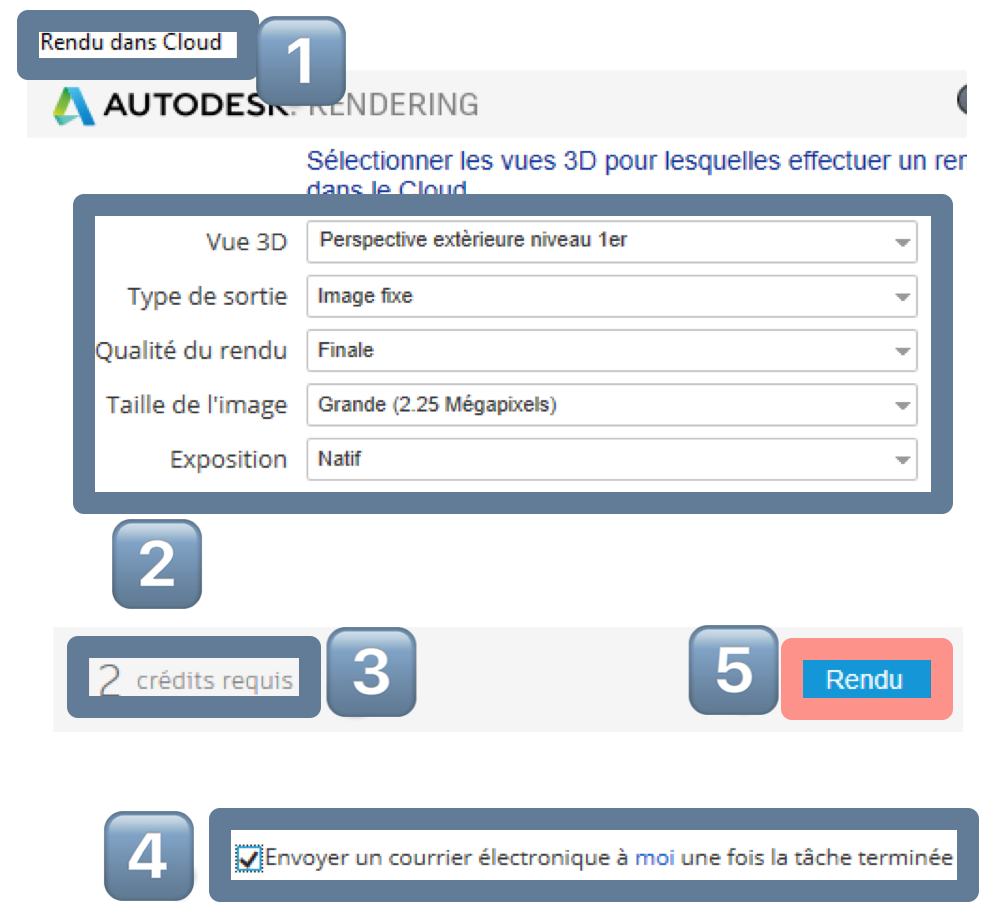 Rendu dans Cloud
1
AUTODESK. RENDERING
Sélectionner les vues 3D pour lesquelles effectuer un ren
dans le Cloud
Vue 3D Perspective extèrieure niveau 1er
Type de sortie Image fixe
Qualité du rendu Finale
Taille de l'image Grande (2.25 Mégapixels)
Exposition Natif
2
2 crédits requis 3 5 Rendu
4 Envoyer un courrier électronique à moi une fois la tâche terminée